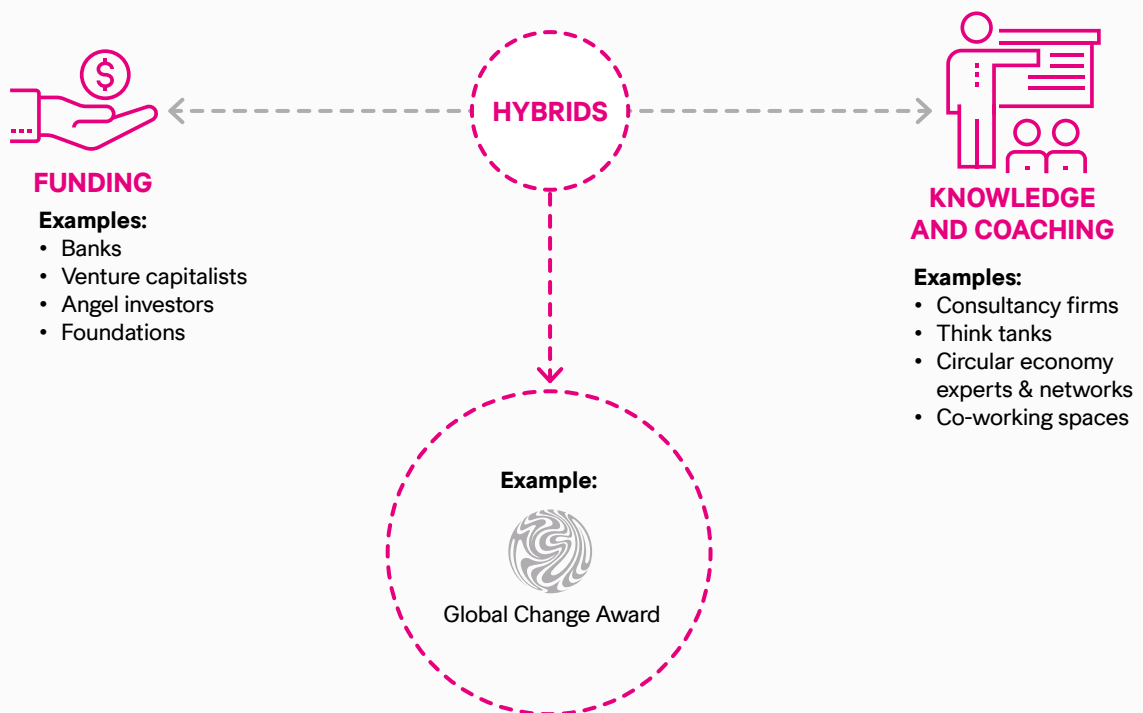 HYBRIDS
FUNDING
Examples:
• Banks
• Venture capitalists
• Angel investors
• Foundations
KNOWLEDGE
AND COACHING
Examples:
• Consultancy firms
• Think tanks
• Circular economy
experts & networks
• Co-working spaces
Example:
Global Change Award